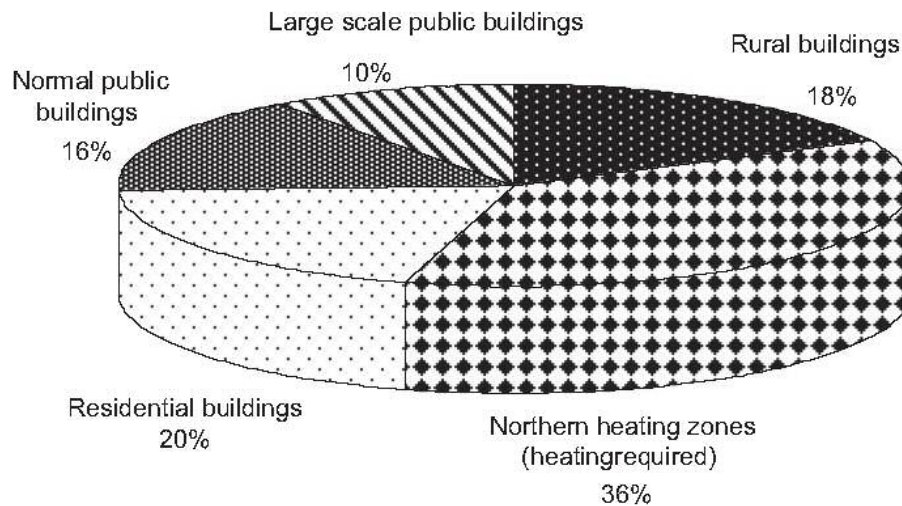 Large scale public buildings
10%
Rural buildings
18%
Normal public
buildings
16%
Residential buildings
20%
Northern heating zones
(heatingrequired)
36%